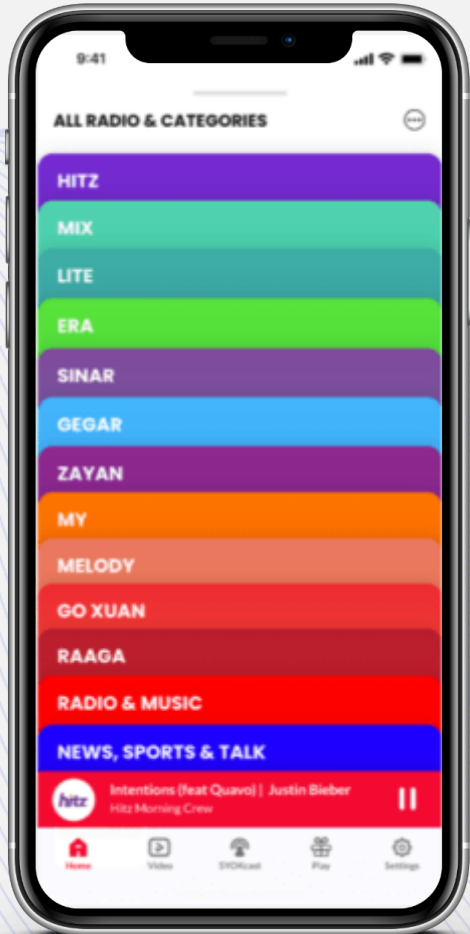 9:41
ALL RADIO & CATEGORIES
HITZ
MIX
LITE
ERA
SINAR
GEGAR
ZAYAN
MY
MELODY
GO XUAN
RAAGA
RADIO & MUSIC
NEWS, SPORTS & TALK
hitz
Intentions (feat Quavo) | Justin Bieber
Hitz Morning Crew
Home Video SYOKcast Play Settings